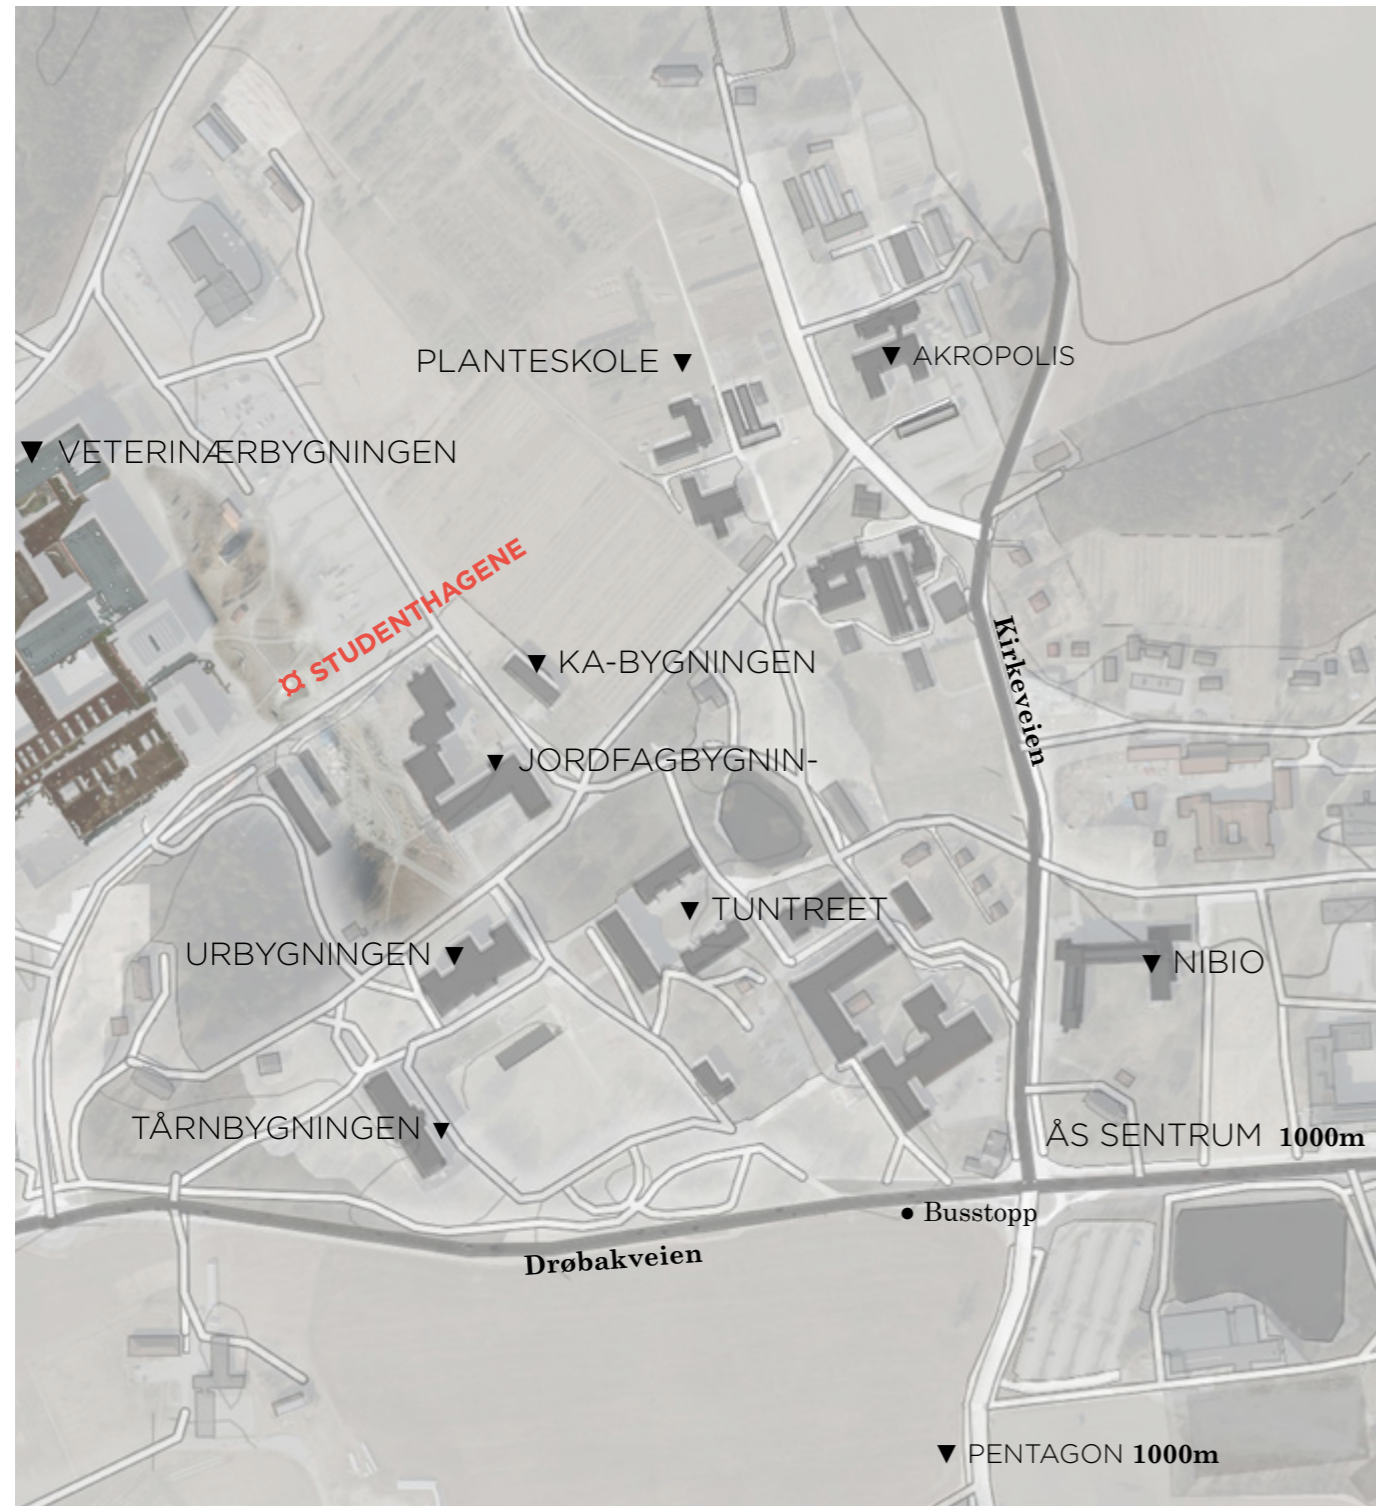 PLANTESKOLE
AKROPOLIS
VETERINÆRBYGNINGEN
STUDENTHAGENE
KA-BYGNINGEN
Kirkeveien
JORDFAGBYGNIN-
TUNTREET
URBYGNINGEN
NIBIO
TÅRNBYGNINGEN
ÅS SENTRUM 1000m
Busstopp
Drøbakveien
PENTAGON 1000m